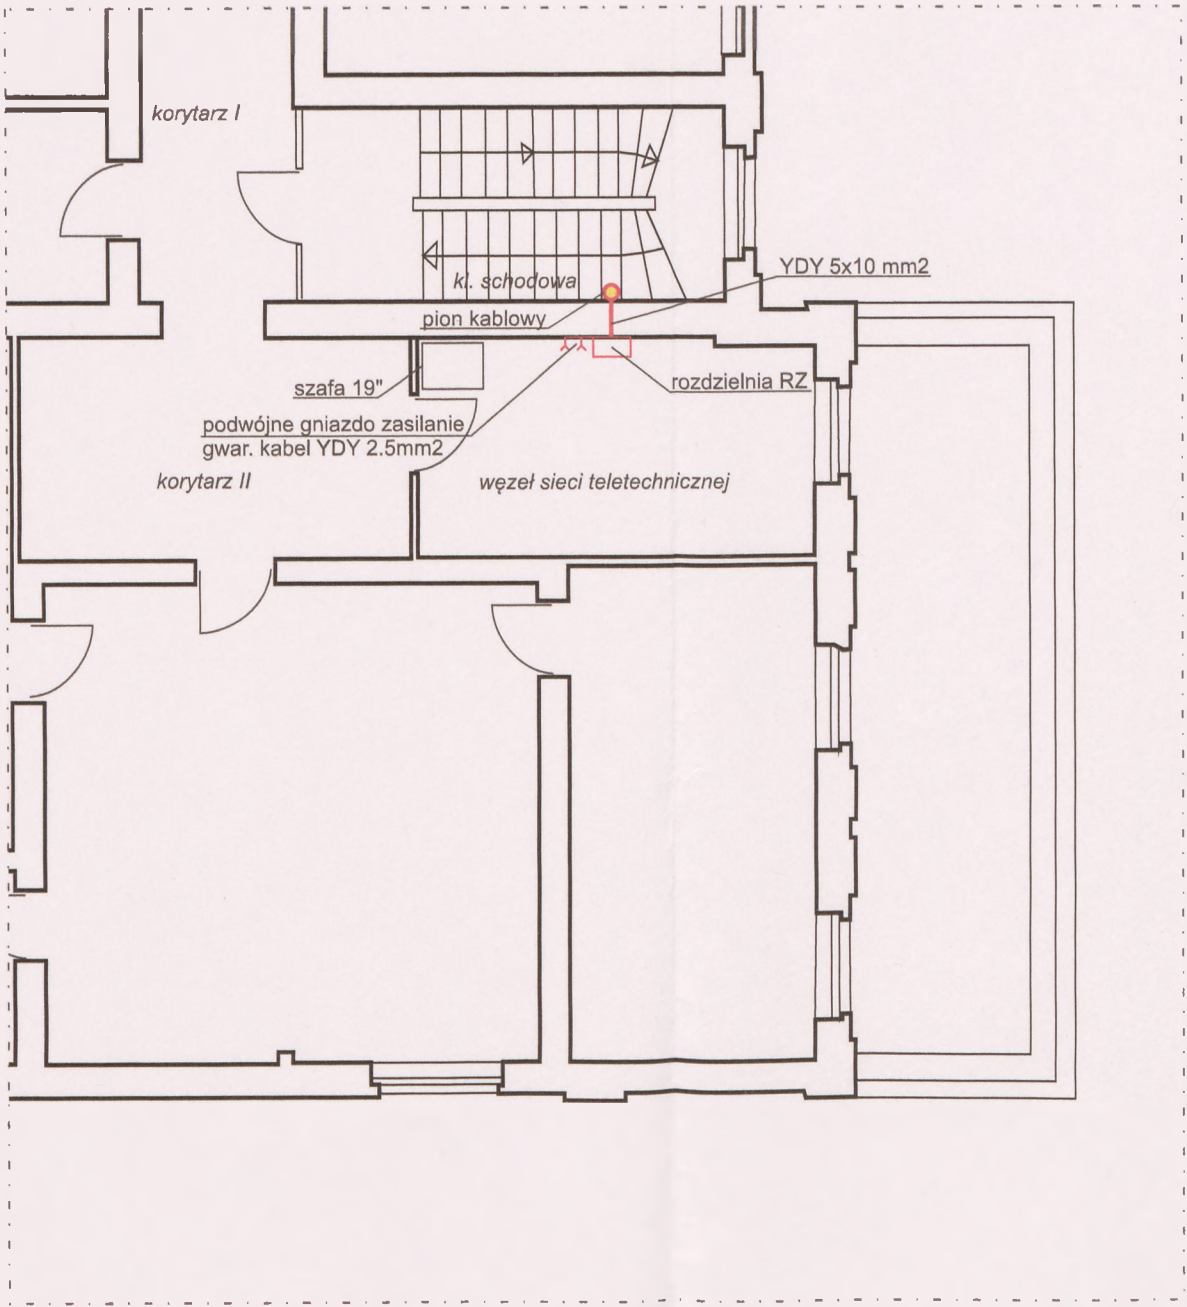 korytarz I
YDY 5x10 mm2
kl. schodowa
pion kablowy
szafa 19"
rozdzielnia RZ
podwójne gniazdo zasilanie
gwar. kabel YDY 2.5mm2
korytarz II
węzeł sieci teletechnicznej